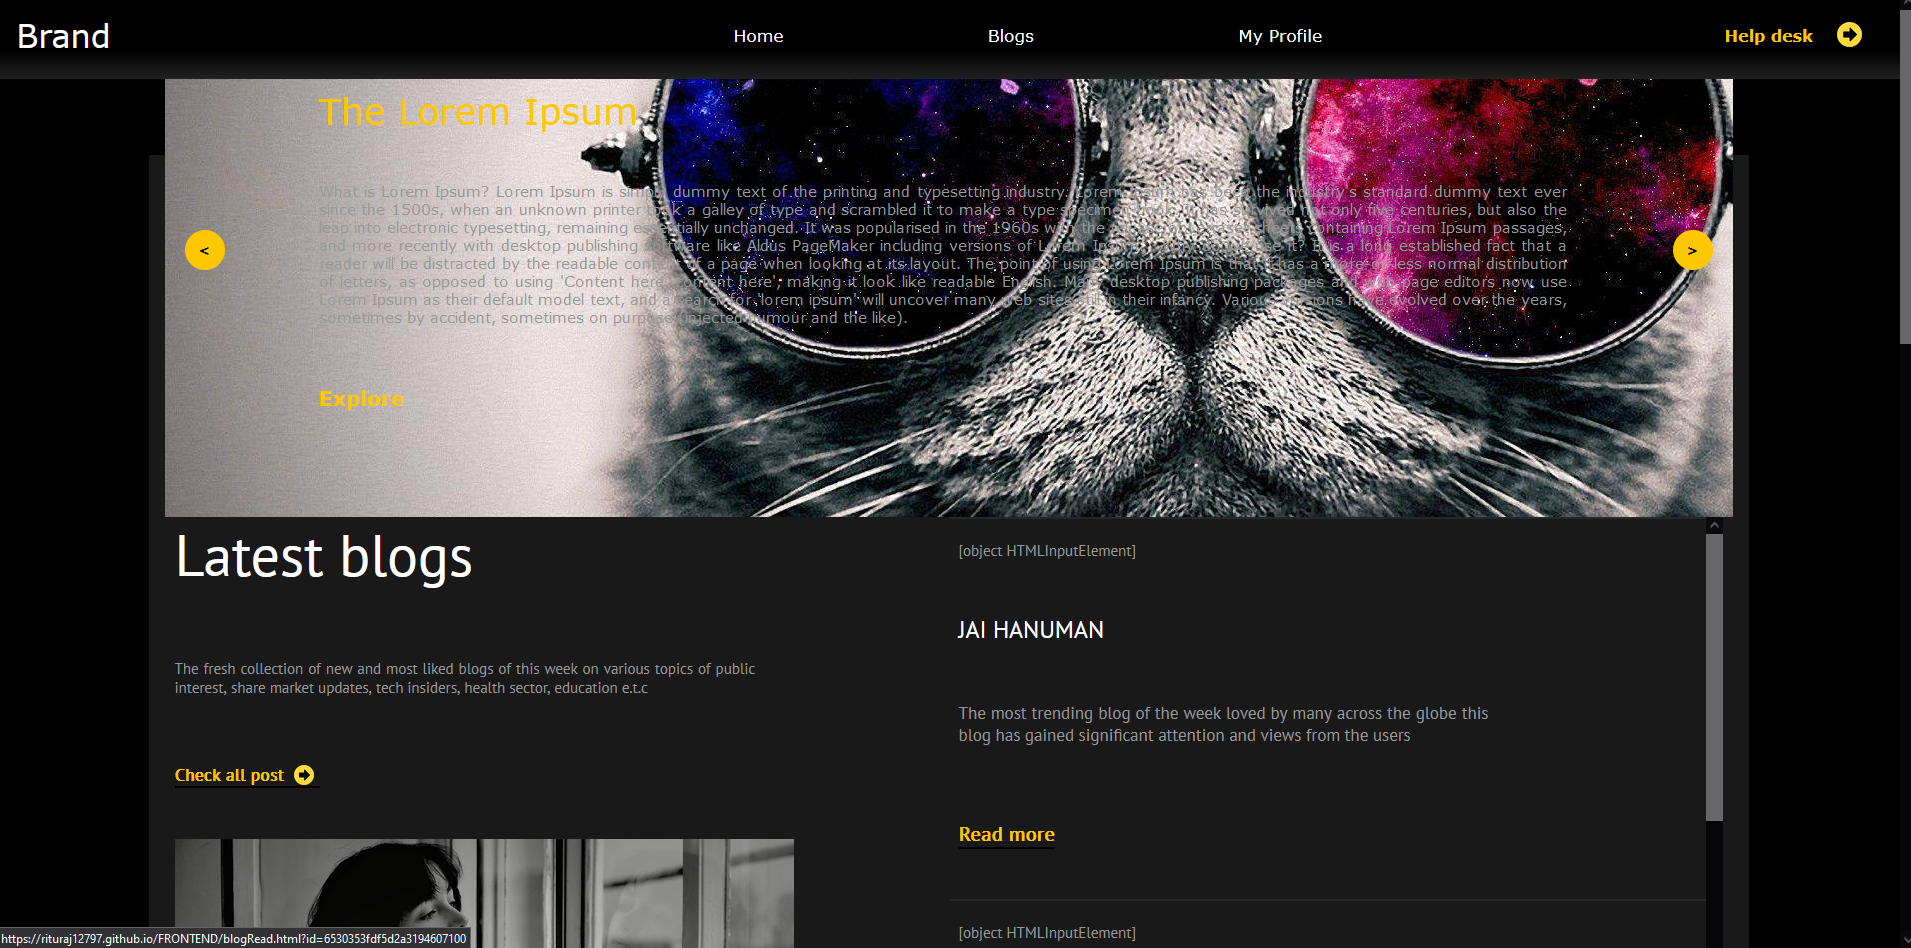 Brand
Home
Blogs
My Profile
Help desk
The Lorem Ipsum
What is Lorem Ipsum? Lorem Ipsum is simply dummy text of the printing and typesetting industry. Lorem Ipsum has been the industry's standard dummy text ever
since the 1500s, when an unknown printer took a galley of type and scrambled it to make a type specimen book. It has survived not only five centuries, but also the
leap into electronic typesetting, remaining essentially unchanged. It was popularised in the 1960s with the release of Letraset sheets containing Lorem Ipsum passages,
and more recently with desktop publishing software like Aldus PageMaker including versions of Lorem Ipsum. Why do we use it? It is a long established fact that a
reader will be distracted by the readable content of a page when looking at its layout. The point of using Lorem Ipsum is that it has a more-or-less normal distribution
of letters, as opposed to using 'Content here, content here', making it look like readable English. Many desktop publishing packages and web page editors now use
Lorem Ipsum as their default model text, and a search for 'lorem ipsum' will uncover many web sites still in their infancy. Various versions have evolved over the years,
sometimes by accident, sometimes on purpose (injected humour and the like).
<
>
Explore
Latest blogs
The fresh collection of new and most liked blogs of this week on various topics of public
interest, share market updates, tech insiders, health sector, education e.t.c
Check all post
[object HTMLInputElement]
JAI HANUMAN
The most trending blog of the week loved by many across the globe this
blog has gained significant attention and views from the users
Read more
[object HTMLInputElement]
https://rituraj12797.github.io/FRONTEND/blogRead.html?id=6530353fdf5d2a3194607100